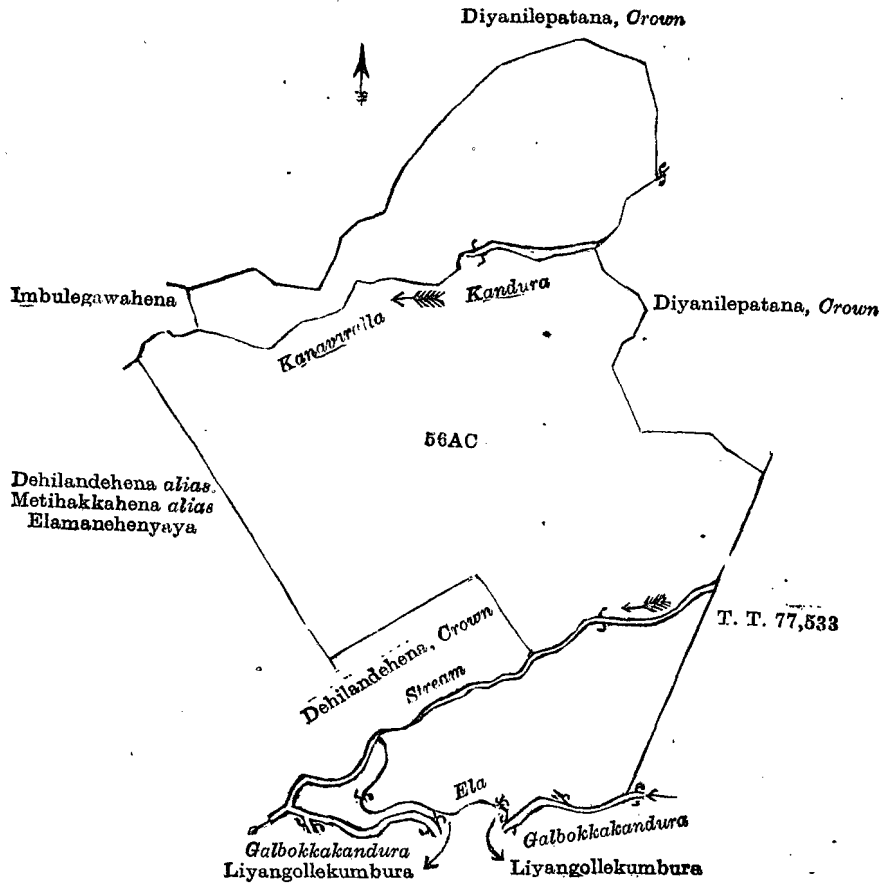 Diyanilepatana, Crown
Imbulegawahena
Kanaviralla Kandura
Diyanilepatana, Crown
56AC
Dehilandehena alias
Metihakkahena alias
Elamanehenyaya
T. T. 77,533
Dehilandehena, Crown
Stream
Ela
Galbokkakandura
Liyangollekumbura
Galbokkakandura
Liyangollekumbura